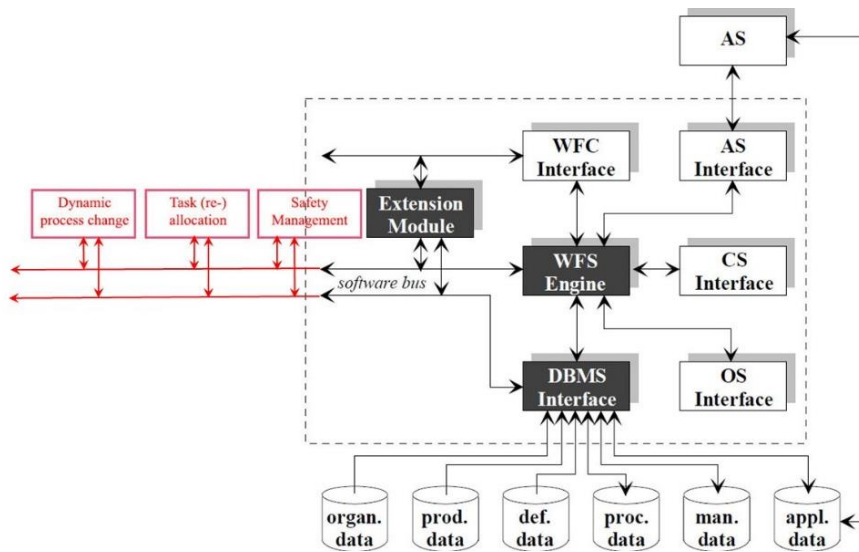 AS
WFC
Interface
AS
Interface
Dynamic
process change
Task (re-)
allocation
Safety
Management
Extension
Module
WFS
Engine
CS
Interface
software bus
DBMS
Interface
OS
Interface
organ.
data
prod.
data
def.
data
proc.
data
man.
data
appl.
data